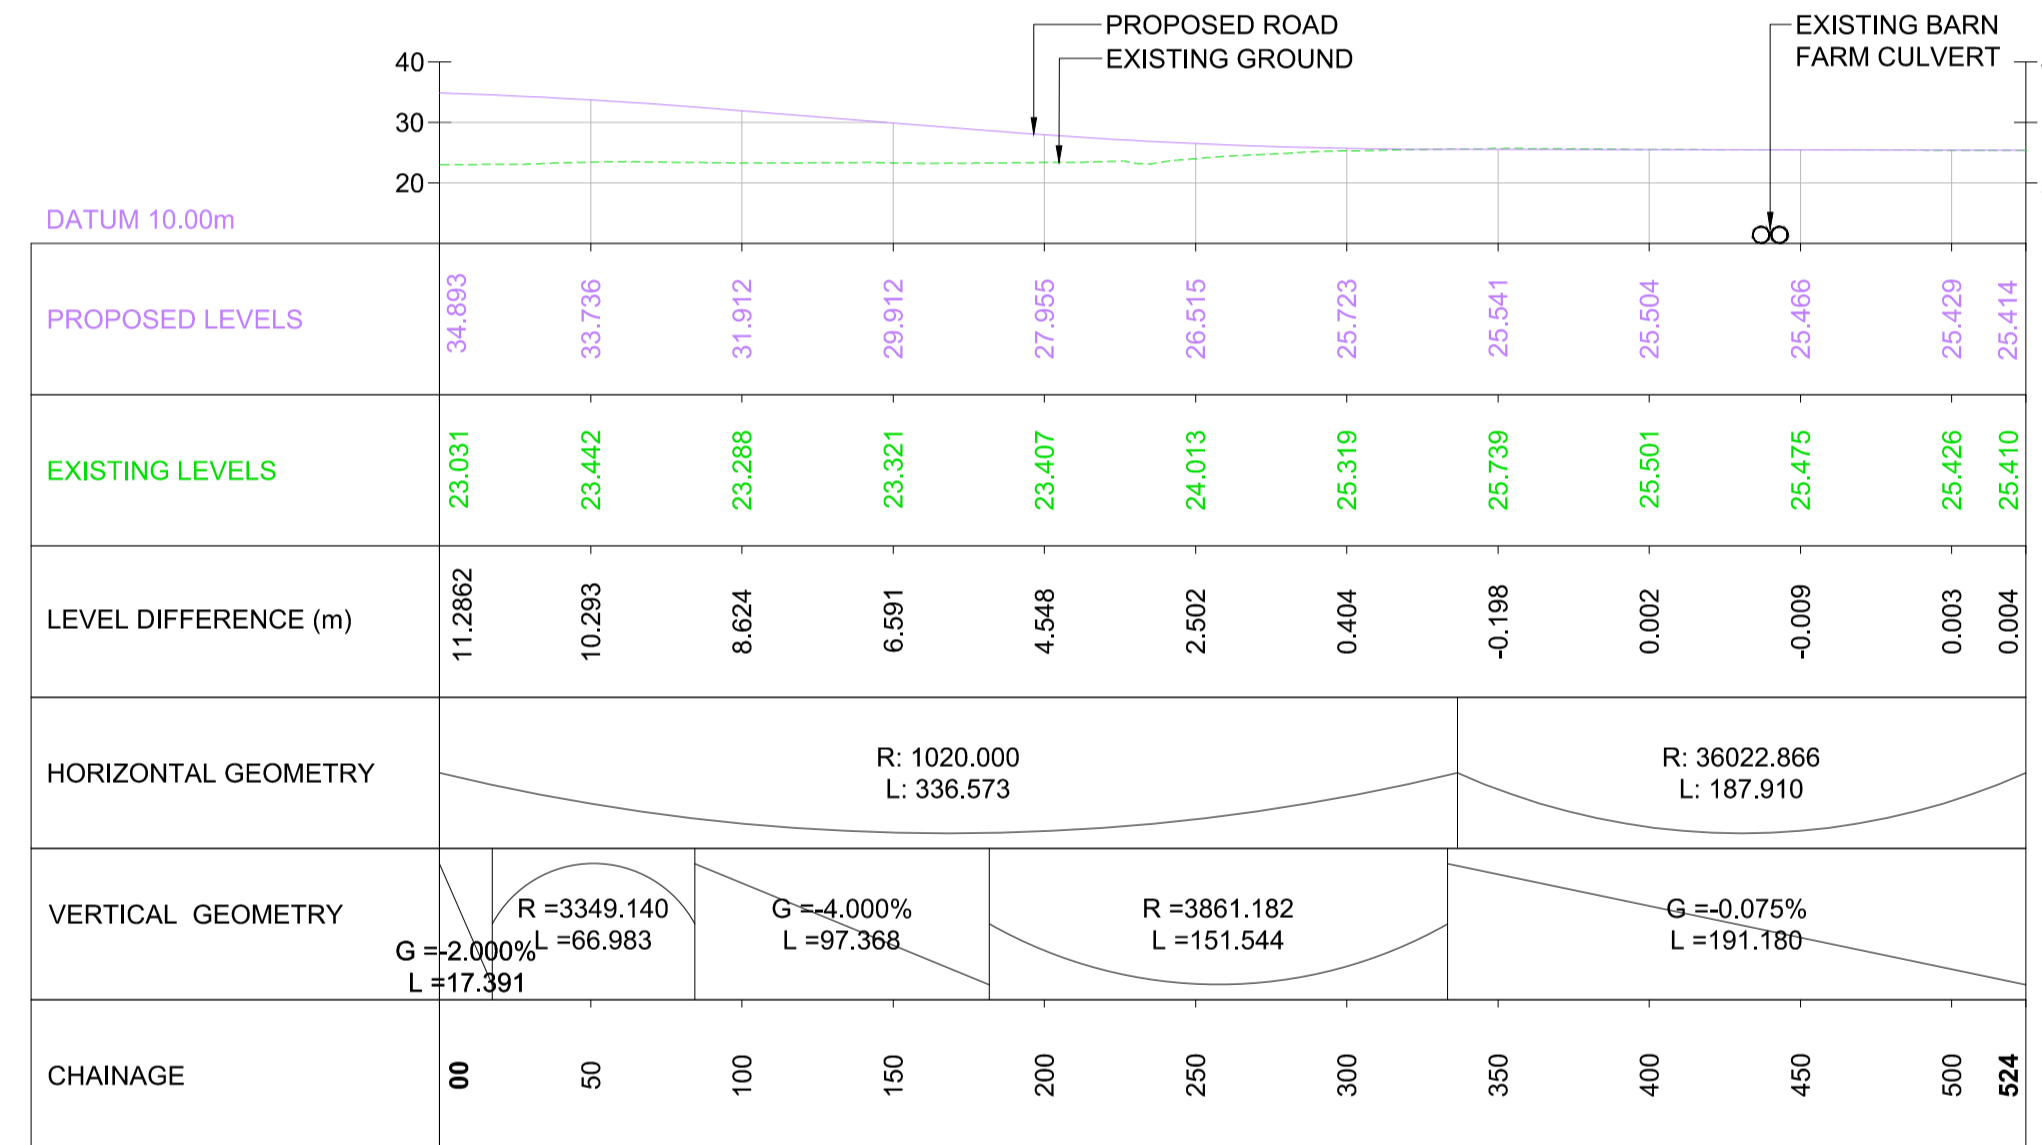 PROPOSED ROAD
EXISTING GROUND
EXISTING BARN
FARM CULVERT
40
30
20
DATUM 10.00m
PROPOSED LEVELS
34.893
33.736
31.912
29.912
27.955
26.515
25.723
25.541
25.504
25.466
25.429
25.414
EXISTING LEVELS
23.031
23.442
23.288
23.321
23.407
24.013
25.319
25.739
25.501
25.475
25.426
25.410
LEVEL DIFFERENCE (m)
11.2862
10.293
8.624
6.591
4.548
2.502
0.404
-0.198
0.002
-0.009
0.003
0.004
HORIZONTAL GEOMETRY
R: 1020.000
L: 336.573
R: 36022.866
L: 187.910
VERTICAL GEOMETRY
G =-2.000%
L =17.391
R =3349.140
L =66.983
G =-4.000%
L =97.368
R =3861.182
L =151.544
G =-0.075%
L =191.180
CHAINAGE
00
50
100
150
200
250
300
350
400
450
500
524